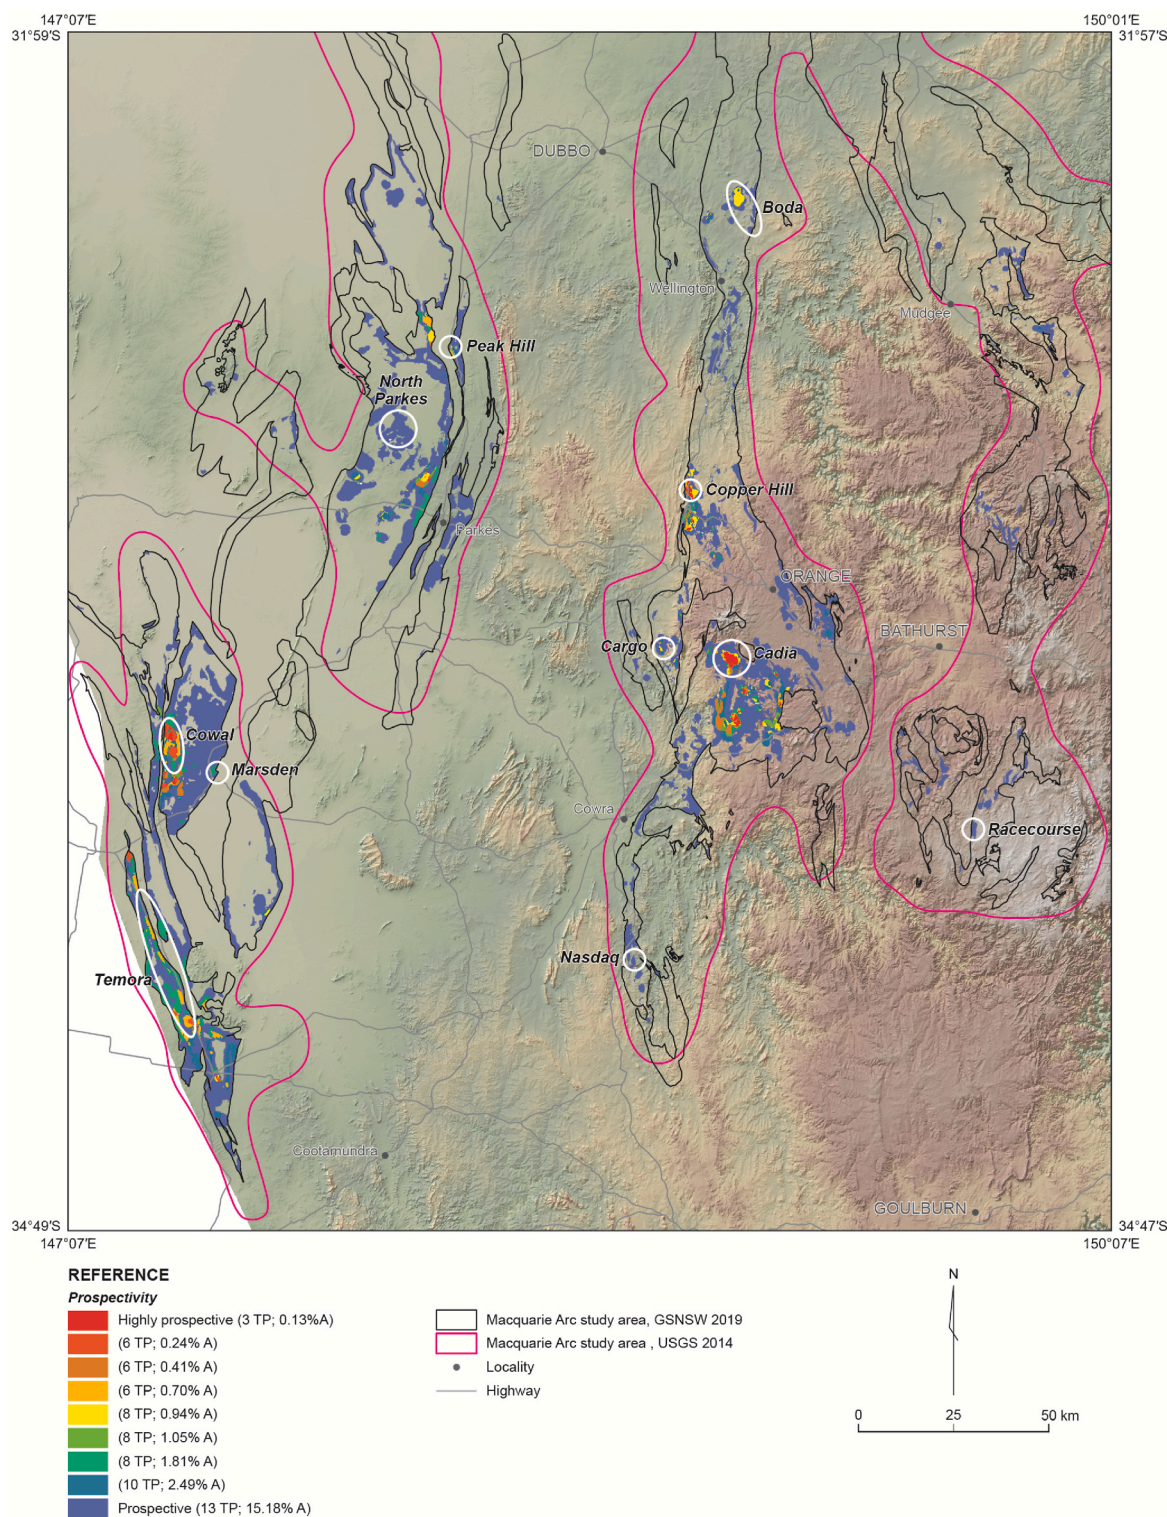 147°07'E
150°01'E
31°59'S
31°57'S
DUBBO
Boda
Wellington
Mudgee
Peak Hill
North
Parkes
Copper Hill
Parkes
ORANGE
BATHURST
Cargo
Cadia
Cowal
Marsden
Cowra
Racecourse
Nasdaq
Temora
Cootamundra
GOULBURN
34°49'S
34°47'S
147°07'E
150°07'E
REFERENCE
Prospectivity
Highly prospective (3 TP; 0.13%A)
(6 TP; 0.24% A)
(6 TP; 0.41% A)
(6 TP; 0.70% A)
(8 TP; 0.94% A)
(8 TP; 1.05% A)
(8 TP; 1.81% A)
(10 TP; 2.49% A)
Prospective (13 TP; 15.18% A)
Macquarie Arc study area, GSNSW 2019
Macquarie Arc study area , USGS 2014
Locality
Highway
N
0 25 50 km